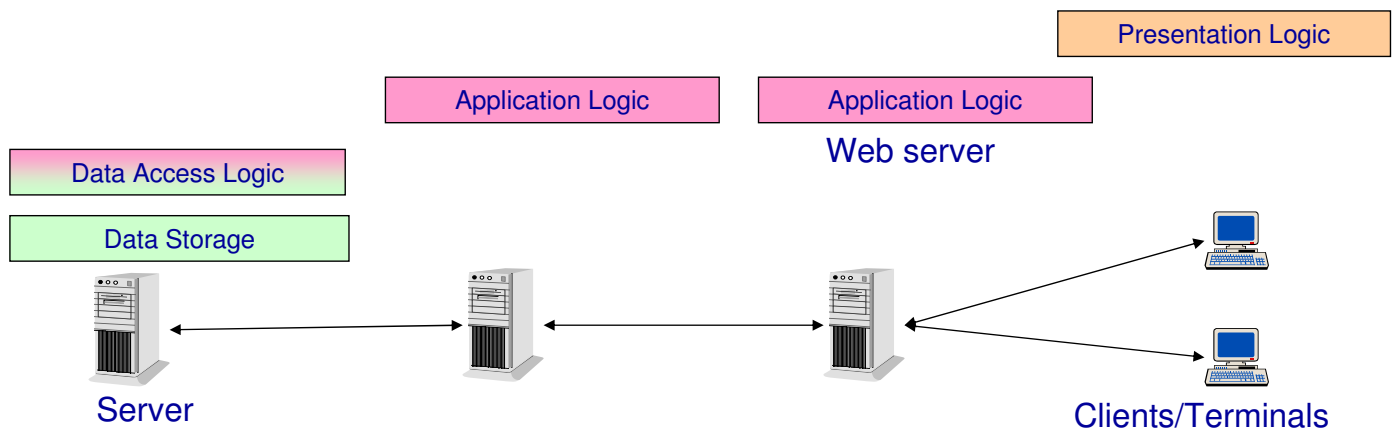 Presentation Logic
Application Logic
Application Logic
Web server
Data Access Logic
Data Storage
Server
Clients/Terminals